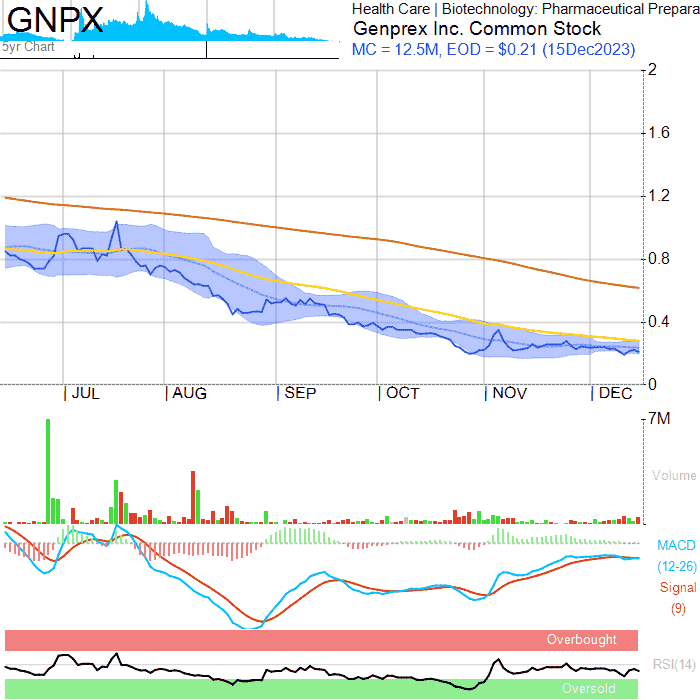 GNPX
5yr Chart
Health Care | Biotechnology: Pharmaceutical Prepara
Genprex Inc. Common Stock
MC = 12.5M, EOD = $0.21 (15Dec2023)
2
1.6
1.2
0.8
0.4
0
| JUL | AUG | SEP | OCT | NOV | DEC
7M
Volume
MACD
(12-26)
Signal
(9)
Overbought
RSI(14)
Oversold